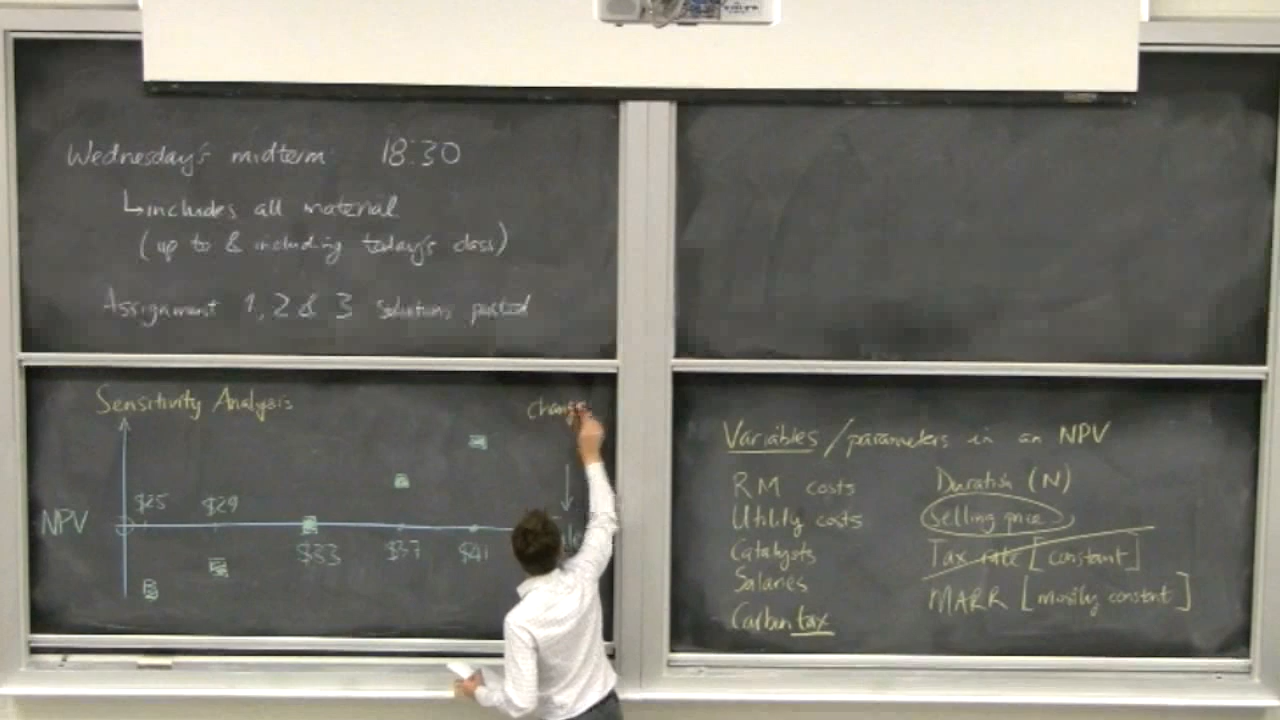 Wednesday's midterm 18:30
↳includes all material
(up to & including today's class)
Assignment 1, 2 & 3 solutions posted
Sensitivity Analysis
NPV
$25
$29
$33
$37
$41
Variables/parameters in an NPV
RM costs
Utility costs
Catalysts
Salaries
Carbon tax
Duration (N)
Selling price
Tax rate [constant]
MARR [mostly constant]